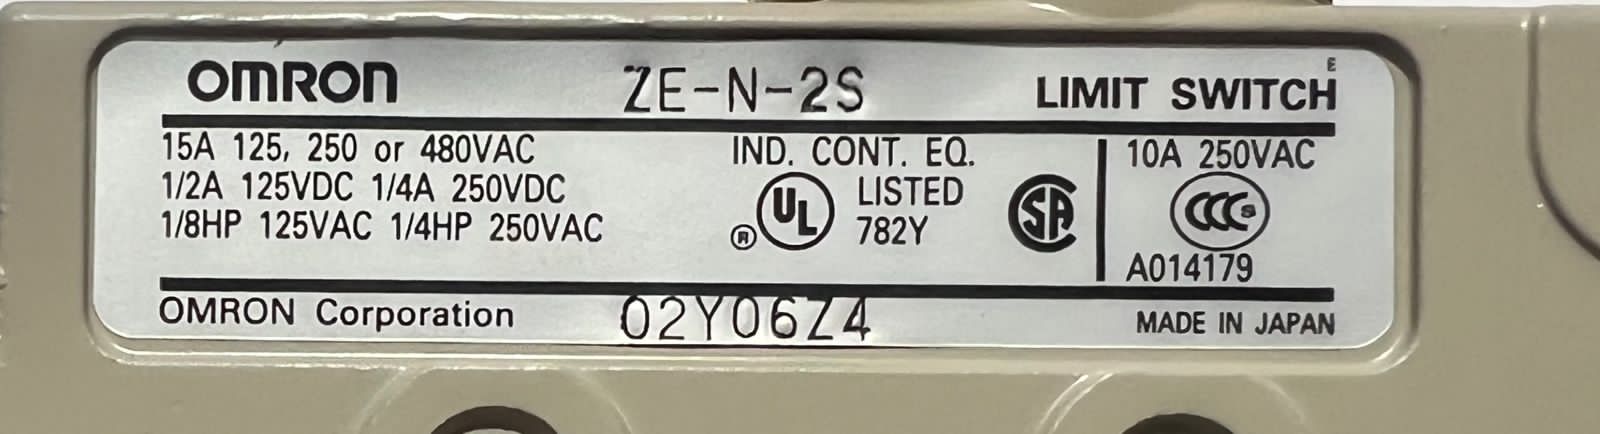 OMRON ZE-N-2S LIMIT SWITCH E
15A 125, 250 or 480VAC
1/2A 125VDC 1/4A 250VDC
1/8HP 125VAC 1/4HP 250VAC
IND. CONT. EQ.
UL LISTED
® 782Y
SA
10A 250VAC
CCC S
A014179
OMRON Corporation 02Y06Z4 MADE IN JAPAN